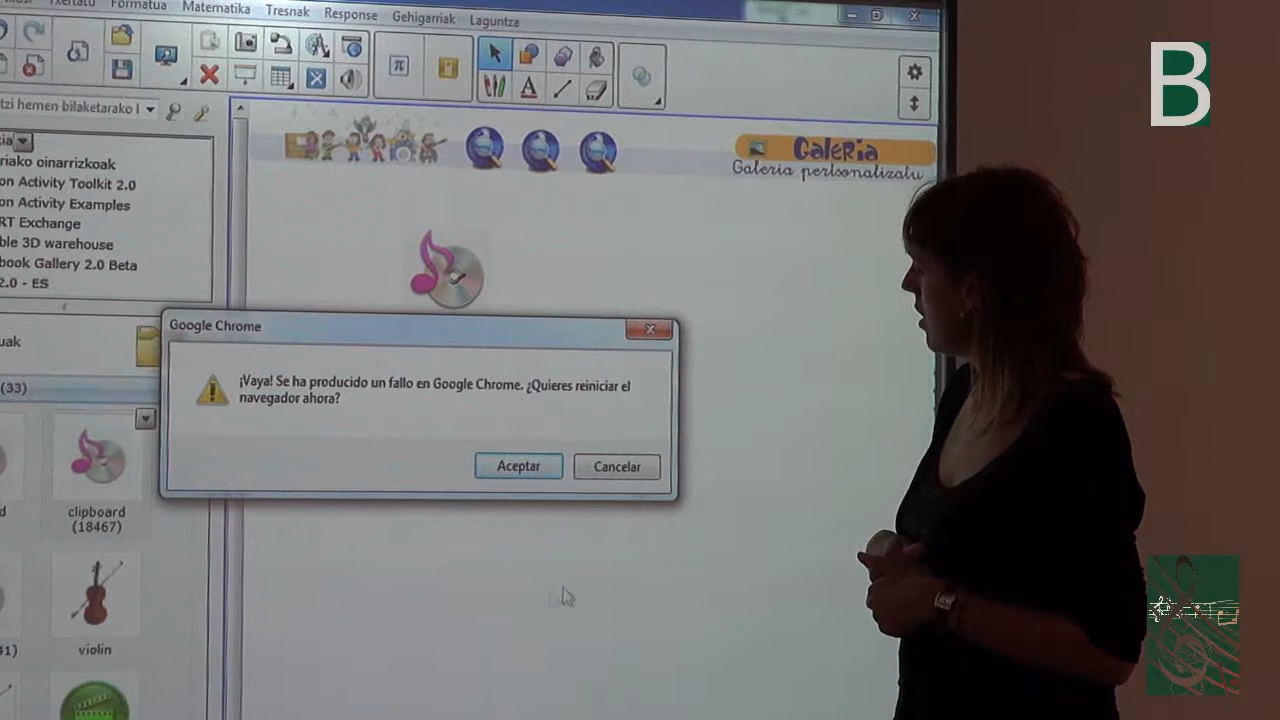 Formatua Matematika Tresnak Response Gehigarriak Laguntza
B
tzi hemen bilaketarako
riako oinarrizkoak
on Activity Toolkit 2.0
on Activity Examples
RT Exchange
ble 3D warehouse
book Gallery 2.0 Beta
2.0 - ES
GaleRia
Galeria pertsonalizatu
uak
(33)
Google Chrome
¡Vaya! Se ha producido un fallo en Google Chrome. ¿Quieres reiniciar el
navegador ahora?
Aceptar Cancelar
clipboard
(18467)
violin